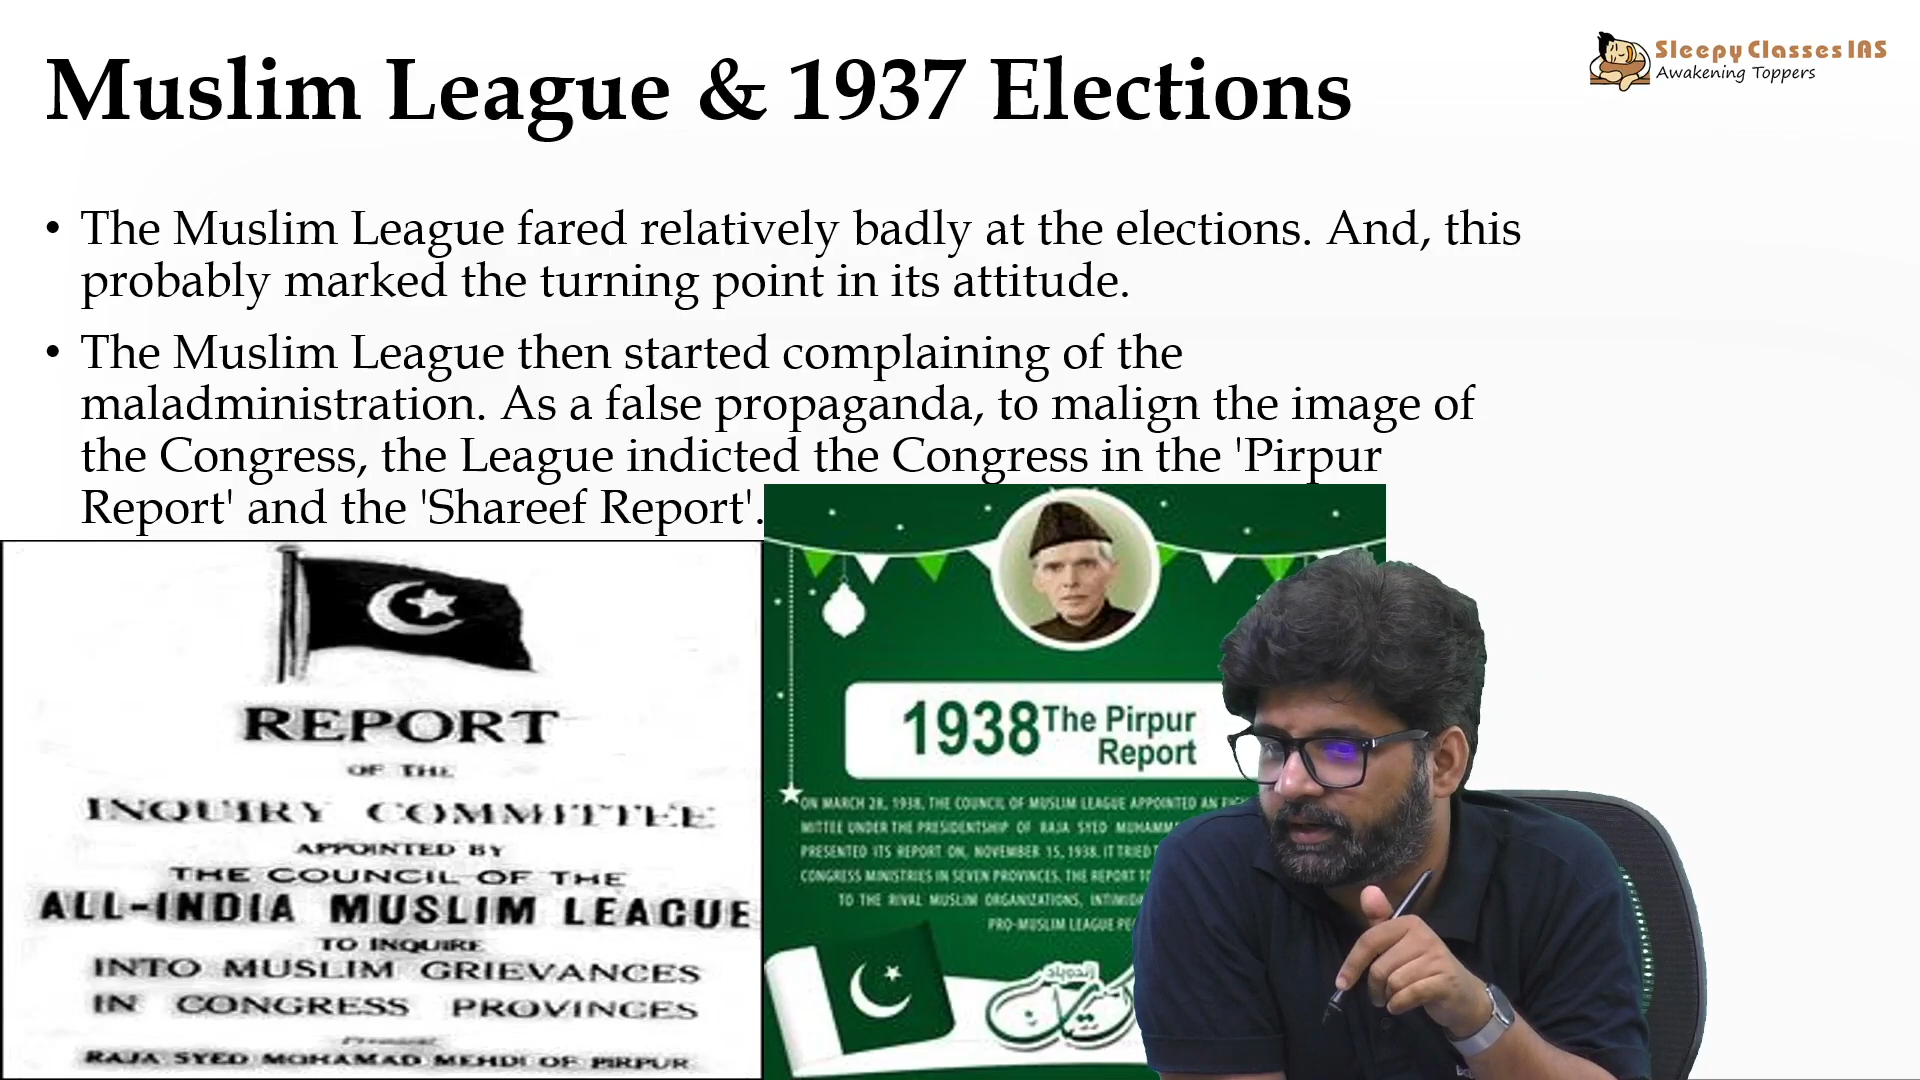 Muslim League & 1937 Elections
Sleepy Classes IAS
Awakening Toppers
• The Muslim League fared relatively badly at the elections. And, this
probably marked the turning point in its attitude.
• The Muslim League then started complaining of the
maladministration. As a false propaganda, to malign the image of
the Congress, the League indicted the Congress in the 'Pirpur
Report' and the 'Shareef Report'.
REPORT
OF THE
INQUIRY COMMITTEE
APPOINTED BY
THE COUNCIL OF THE
ALL-INDIA MUSLIM LEAGUE
TO INQUIRE
INTO MUSLIM GRIEVANCES
IN CONGRESS PROVINCES
RAJA SYED MOHAMAD MEHDI OF PIRPUR
1938 The Pirpur
Report
ON MARCH 28, 1938, THE COUNCIL OF MUSLIM LEAGUE APPOINTED AN
MITTEE UNDER THE PRESIDENTSHIP OF RAJA SYED
PRESENTED ITS REPORT ON, NOVEMBER 15, 1938. IT TRIED
CONGRESS MINISTRIES IN SEVEN PROVINCES. THE REPORT
TO THE RIVAL MUSLIM ORGANIZATIONS,
PRO-MUSLIM LEAGUE